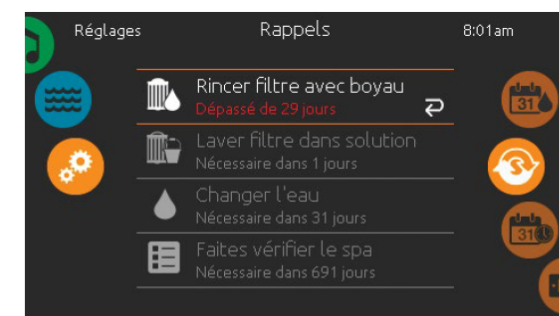 Réglages
Rappels
8:01am
Rincer filtre avec boyau
Dépassé de 29 jours
Laver filtre dans solution
Nécessaire dans 1 jours
Changer l'eau
Nécessaire dans 31 jours
Faites vérifier le spa
Nécessaire dans 691 jours
31
31